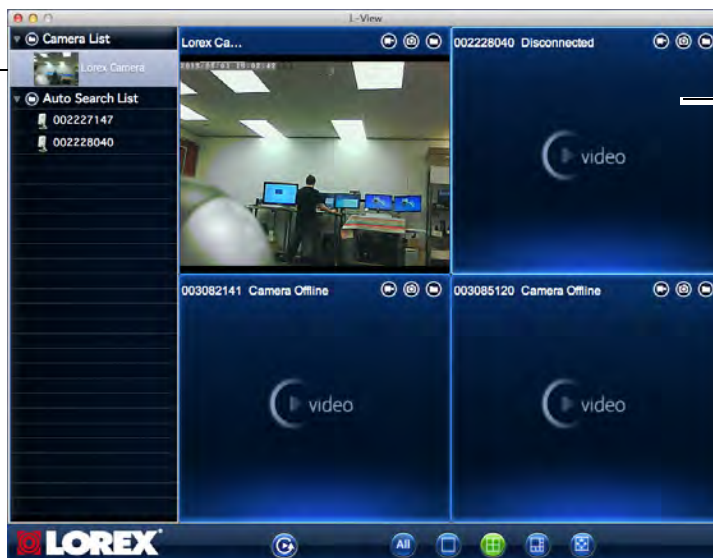 L-View
Camera List
Lorex Camera
Auto Search List
002227147
002228040
Lorex Ca...
002228040 Disconnected
video
003082141 Camera Offline
003085120 Camera Offline
video
video
LOREX
All